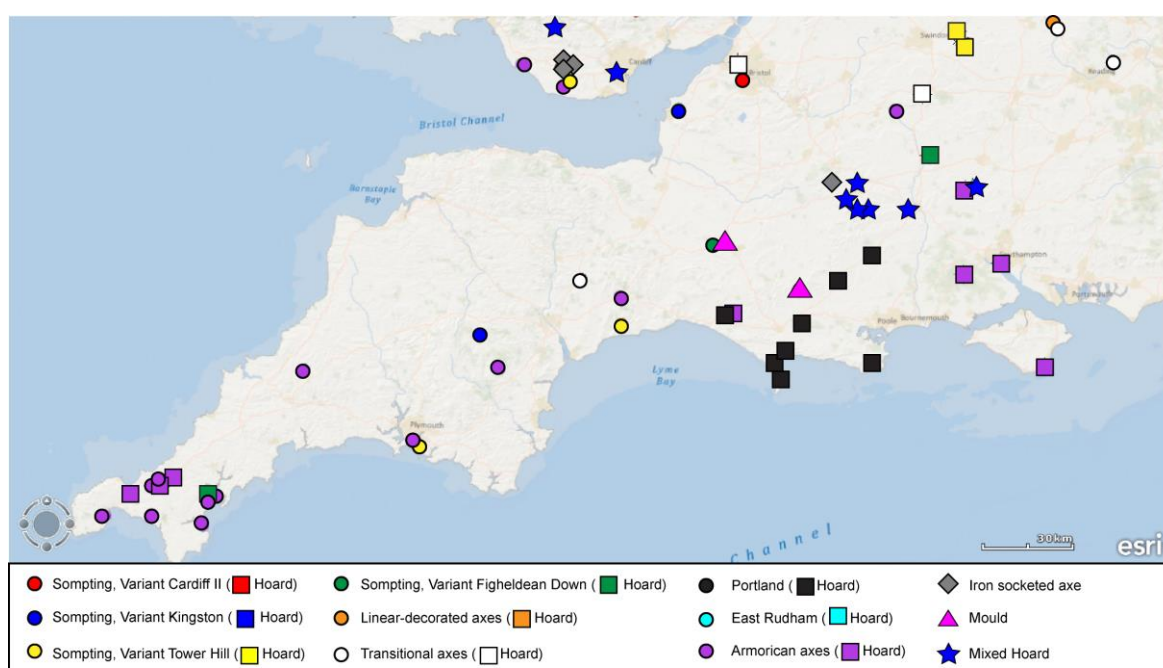 Swindon
Cardiff
Bristol
Reading
Bristol Channel
Barnstaple
Bay
Southampton
Portsmouth
Poole
Bournemouth
Lyme
Bay
Plymouth
Channel
30km
esri
Sompting, Variant Cardiff II ( Hoard)
Sompting, Variant Figheldean Down ( Hoard)
Portland ( Hoard)
Iron socketed axe
Sompting, Variant Kingston ( Hoard)
Linear-decorated axes ( Hoard)
East Rudham ( Hoard)
Mould
Sompting, Variant Tower Hill ( Hoard)
Transitional axes ( Hoard)
Armorican axes ( Hoard)
Mixed Hoard